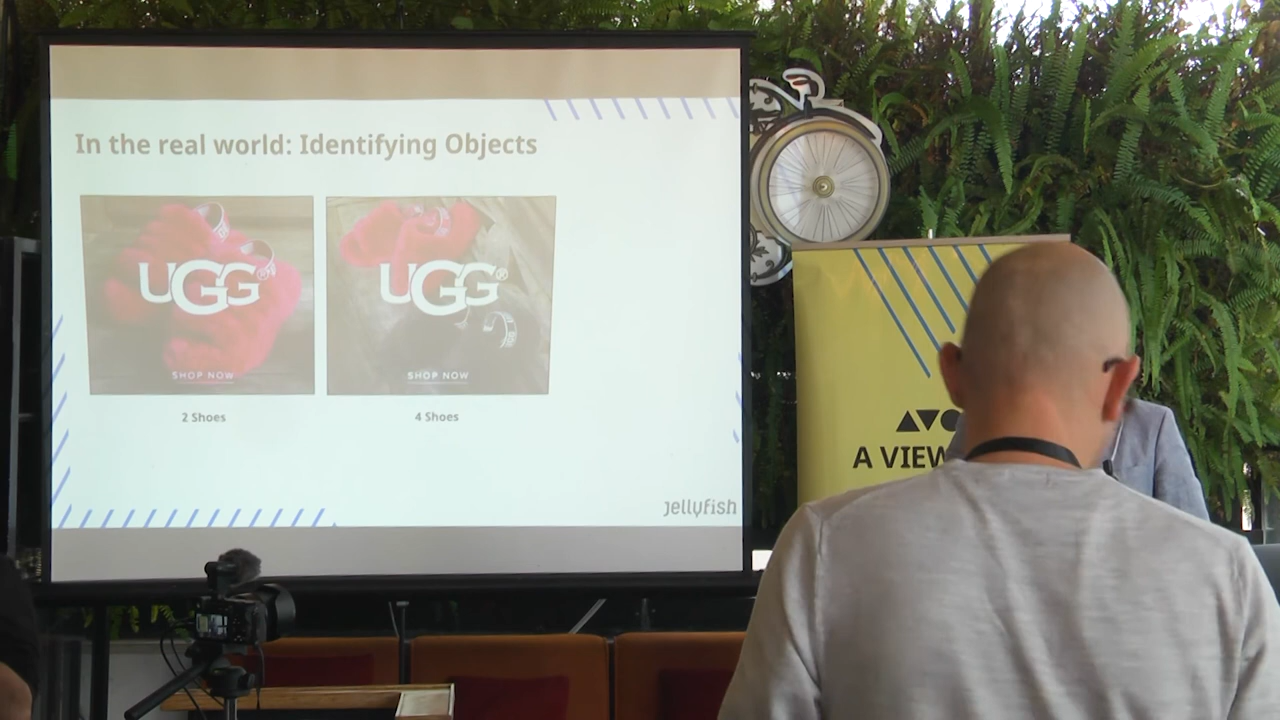 In the real world: Identifying Objects
UGG
SHOP NOW
2 Shoes
UGG®
SHOP NOW
4 Shoes
jellyfish
A VIEW